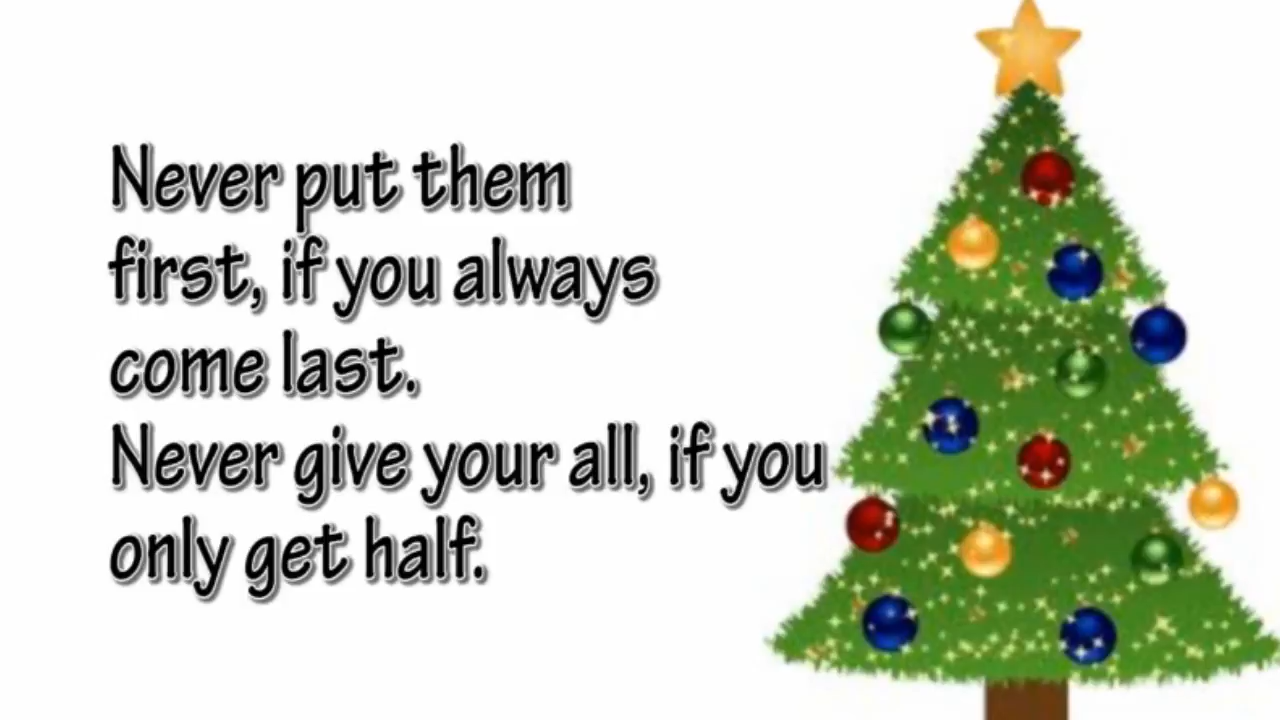 Never put them
first, if you always
come last.
Never give your all, if you
only get half.